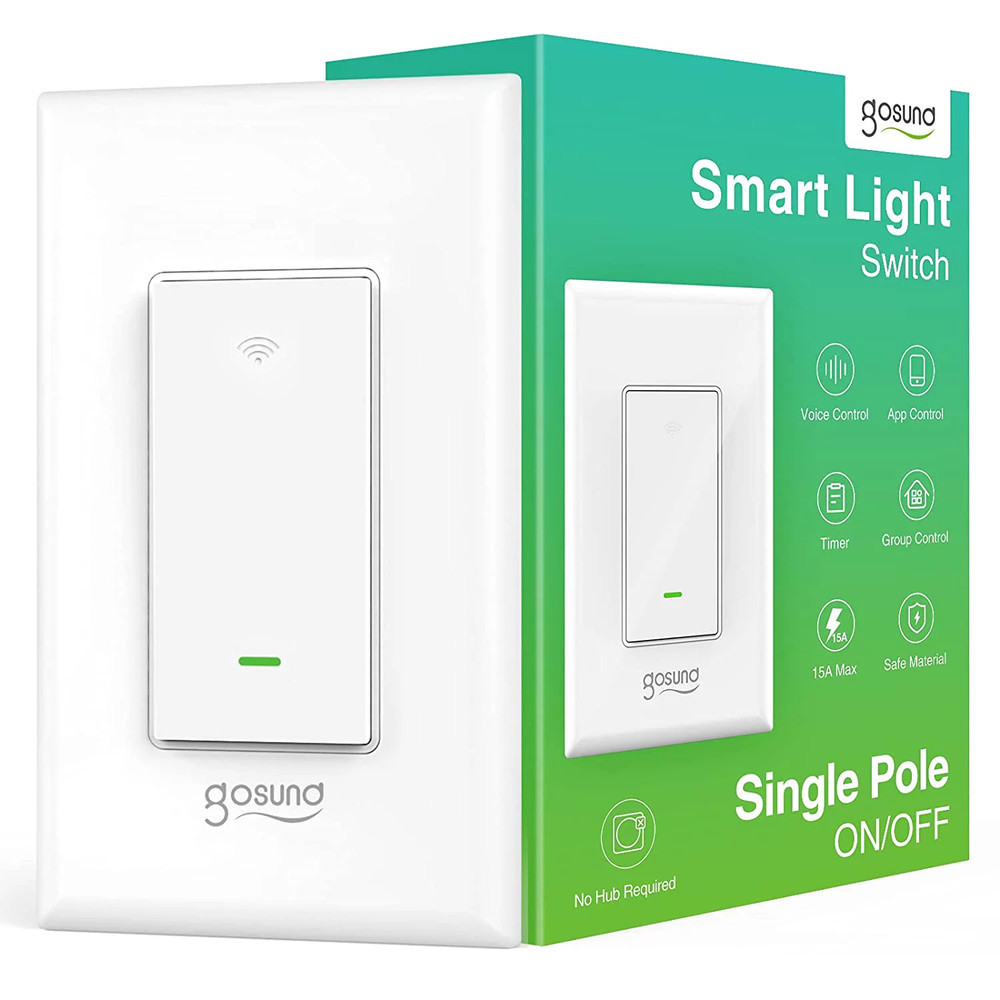 gosund
gosund
Smart Light
Switch
Voice Control
App Control
Timer
Group Control
15A
15A Max
Safe Material
gosund
Single Pole
ON/OFF
No Hub Required